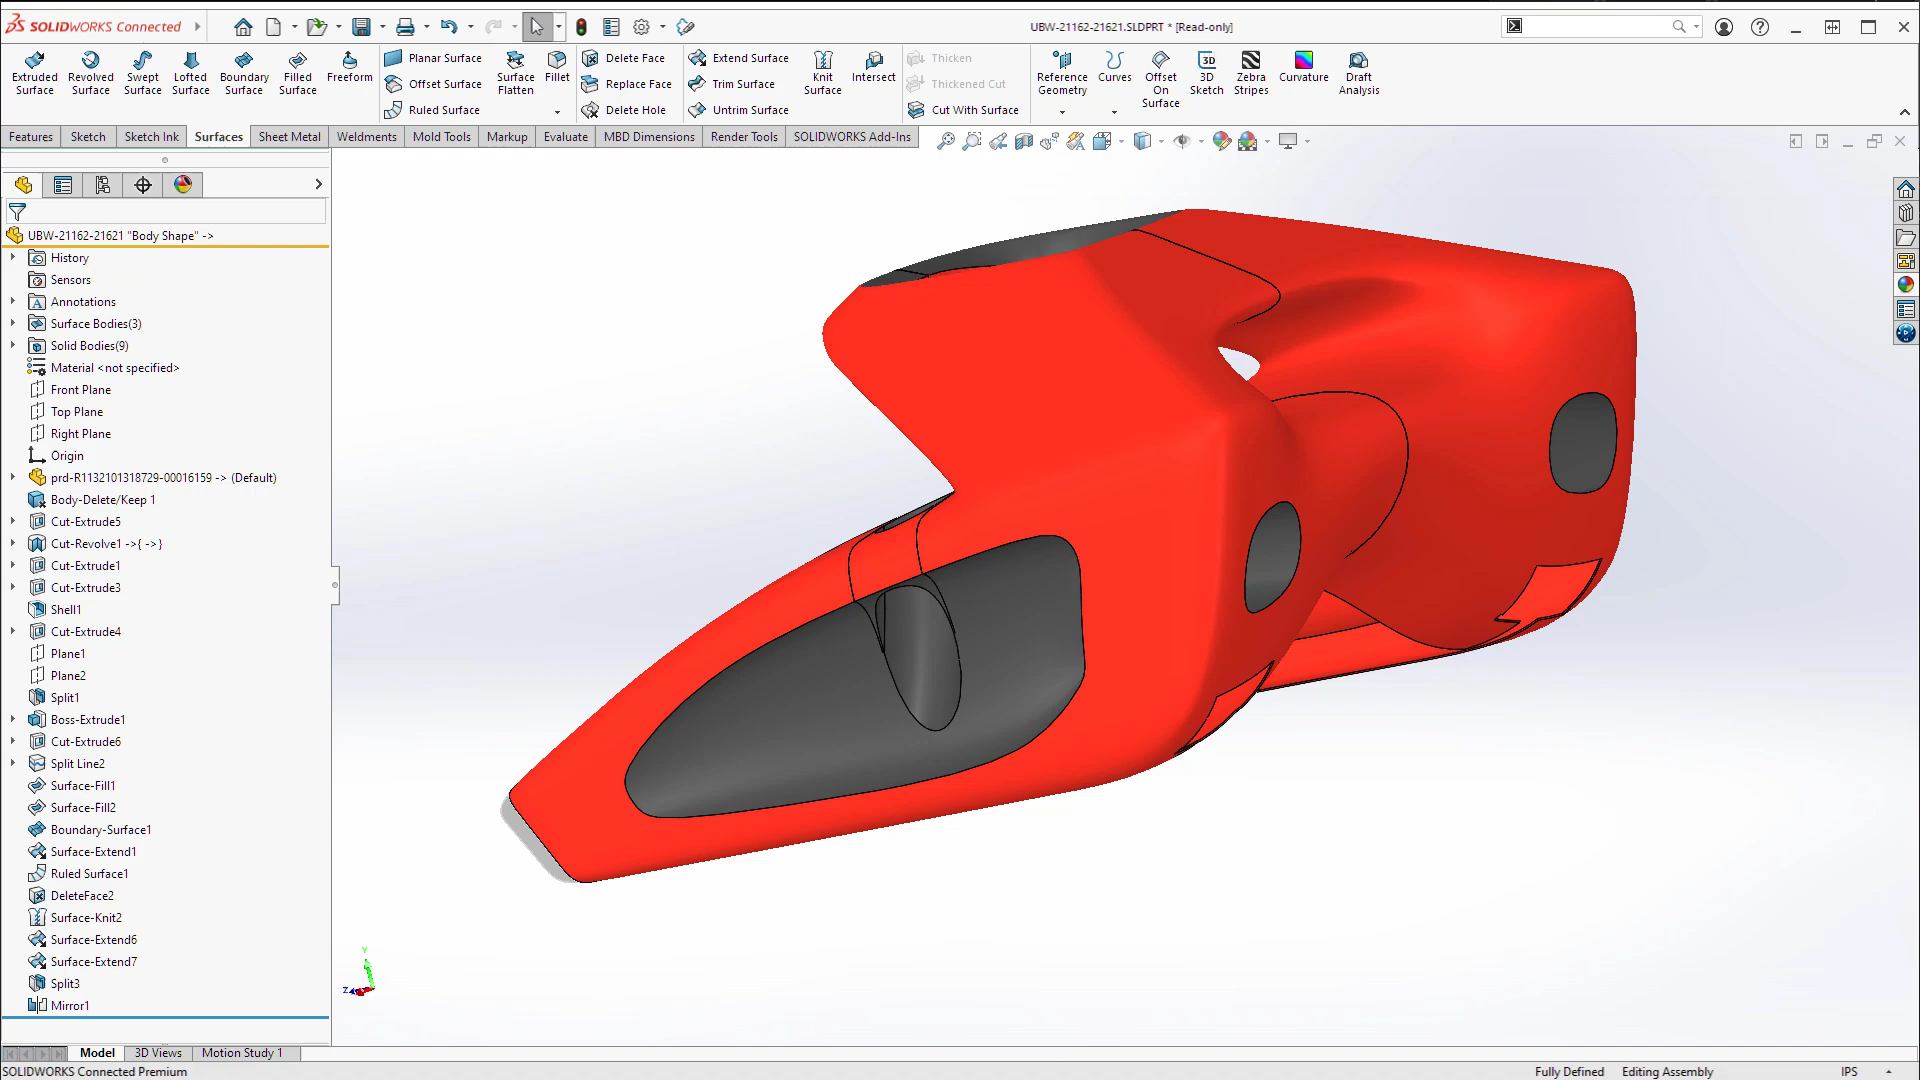 SOLIDWORKS Connected
UBW-21162-21621.SLDPRT * [Read-only]
Extruded Surface
Revolved Surface
Swept Surface
Lofted Surface
Boundary Surface
Filled Surface
Freeform
Planar Surface
Offset Surface
Ruled Surface
Surface Flatten
Fillet
Delete Face
Replace Face
Delete Hole
Extend Surface
Trim Surface
Untrim Surface
Knit Surface
Intersect
Thicken
Thickened Cut
Cut With Surface
Reference Geometry
Curves
Offset On Surface
3D Sketch
Zebra Stripes
Curvature
Draft Analysis
Features Sketch Sketch Ink Surfaces Sheet Metal Weldments Mold Tools Markup Evaluate MBD Dimensions Render Tools SOLIDWORKS Add-Ins
UBW-21162-21621 "Body Shape" ->
History
Sensors
Annotations
Surface Bodies(3)
Solid Bodies(9)
Material <not specified>
Front Plane
Top Plane
Right Plane
Origin
prd-R1132101318729-00016159 -> (Default)
Body-Delete/Keep 1
Cut-Extrude5
Cut-Revolve1 ->{ ->}
Cut-Extrude1
Cut-Extrude3
Shell1
Cut-Extrude4
Plane1
Plane2
Split1
Boss-Extrude1
Cut-Extrude6
Split Line2
Surface-Fill1
Surface-Fill2
Boundary-Surface1
Surface-Extend1
Ruled Surface1
DeleteFace2
Surface-Knit2
Surface-Extend6
Surface-Extend7
Split3
Mirror1
Y
Z
Model 3D Views Motion Study 1
SOLIDWORKS Connected Premium
Fully Defined Editing Assembly IPS